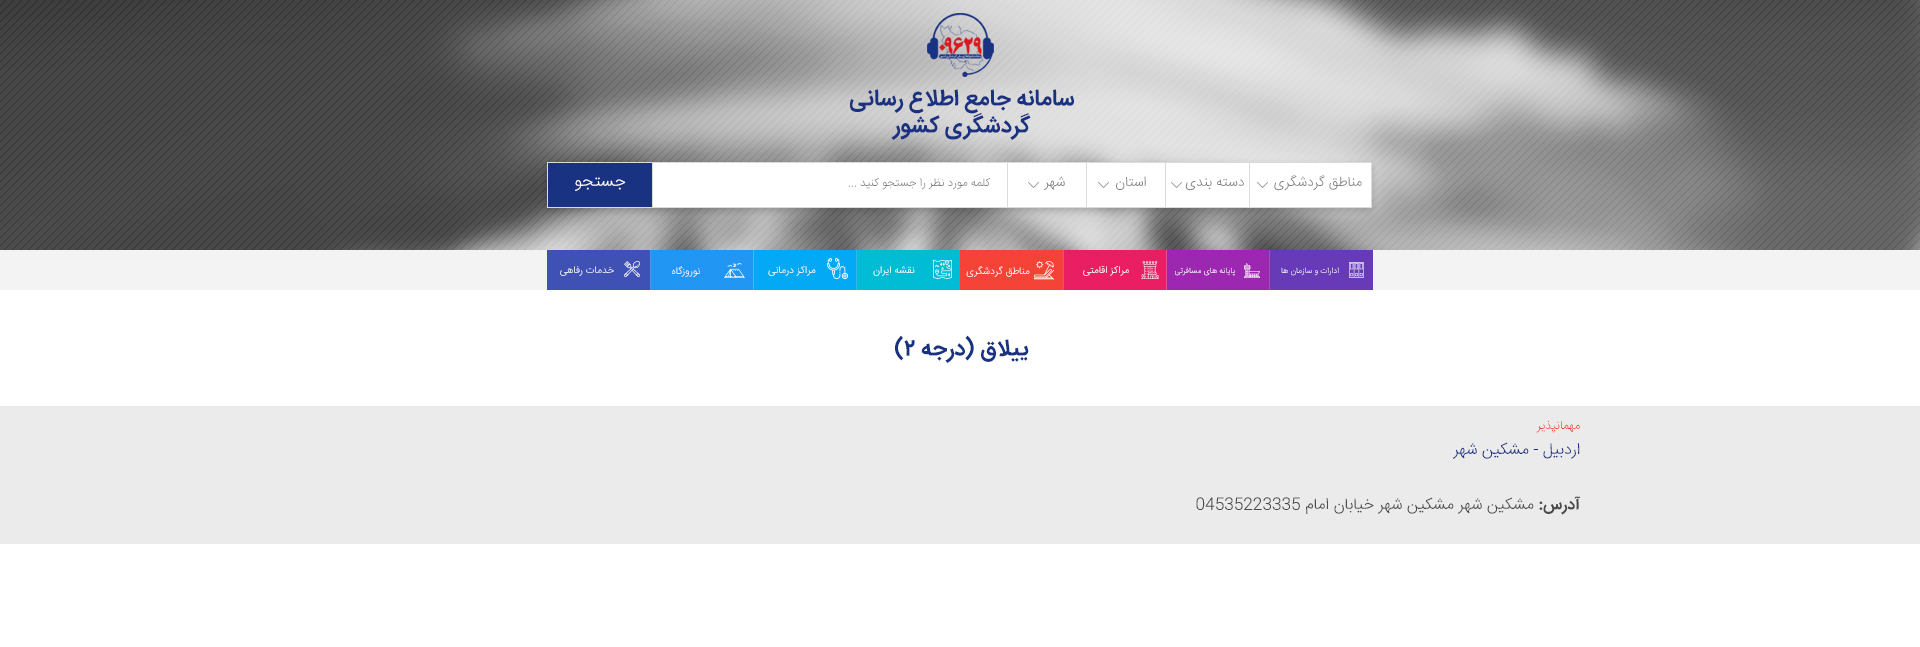 ۰۹۶۲۹
سامانه جامع اطلاع رسانی
گردشگری کشور
مناطق گردشگری
دسته بندی
استان
شهر
کلمه مورد نظر را جستجو کنید ...
جستجو
ادارات و سازمان ها
پایانه های مسافرتی
مراکز اقامتی
مناطق گردشگری
نقشه ایران
مراکز درمانی
نوروزگاه
خدمات رفاهی
ییلاق (درجه ۲)
مهمانپذیر
اردبیل - مشکین شهر
آدرس: مشکین شهر مشکین شهر خیابان امام 04535223335